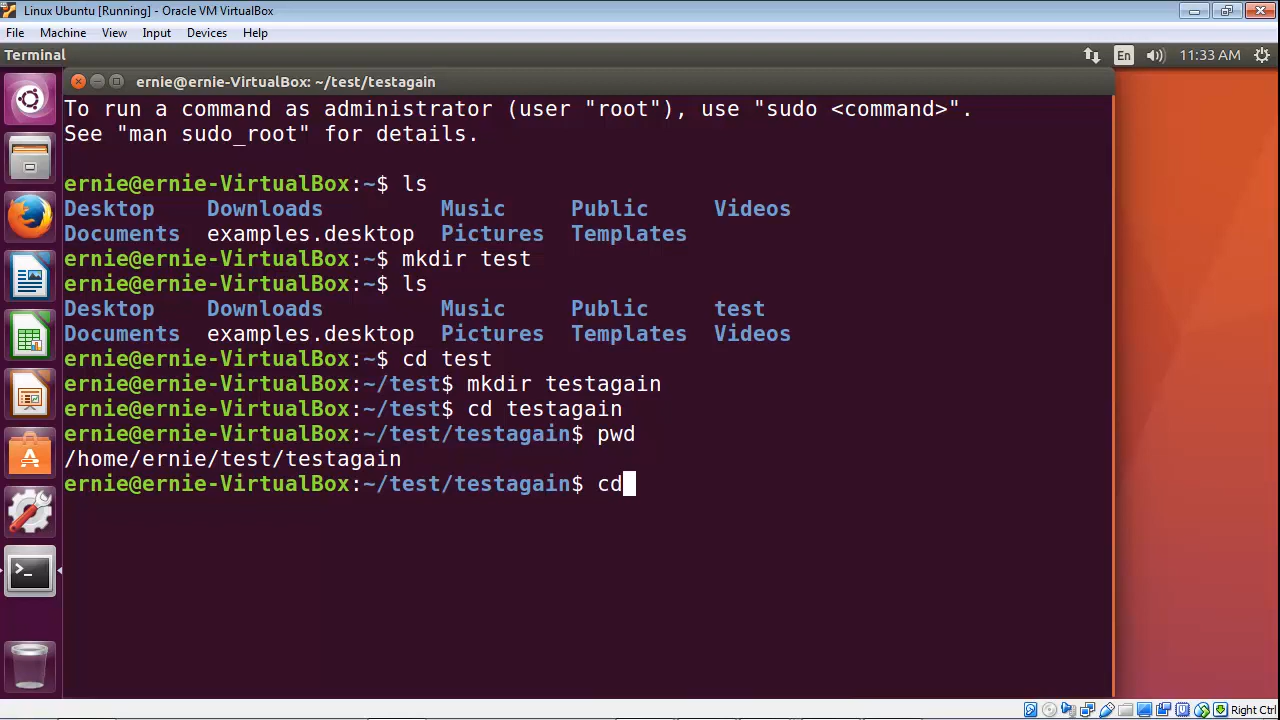 Linux Ubuntu [Running] - Oracle VM VirtualBox
File Machine View Input Devices Help
Terminal En 11:33 AM
ernie@ernie-VirtualBox: ~/test/testagain
To run a command as administrator (user "root"), use "sudo <command>".
See "man sudo_root" for details.
ernie@ernie-VirtualBox:~$ ls
Desktop Downloads Music Public Videos
Documents examples.desktop Pictures Templates
ernie@ernie-VirtualBox:~$ mkdir test
ernie@ernie-VirtualBox:~$ ls
Desktop Downloads Music Public test
Documents examples.desktop Pictures Templates Videos
ernie@ernie-VirtualBox:~$ cd test
ernie@ernie-VirtualBox:~/test$ mkdir testagain
ernie@ernie-VirtualBox:~/test$ cd testagain
ernie@ernie-VirtualBox:~/test/testagain$ pwd
/home/ernie/test/testagain
ernie@ernie-VirtualBox:~/test/testagain$ cd
Right Ctrl